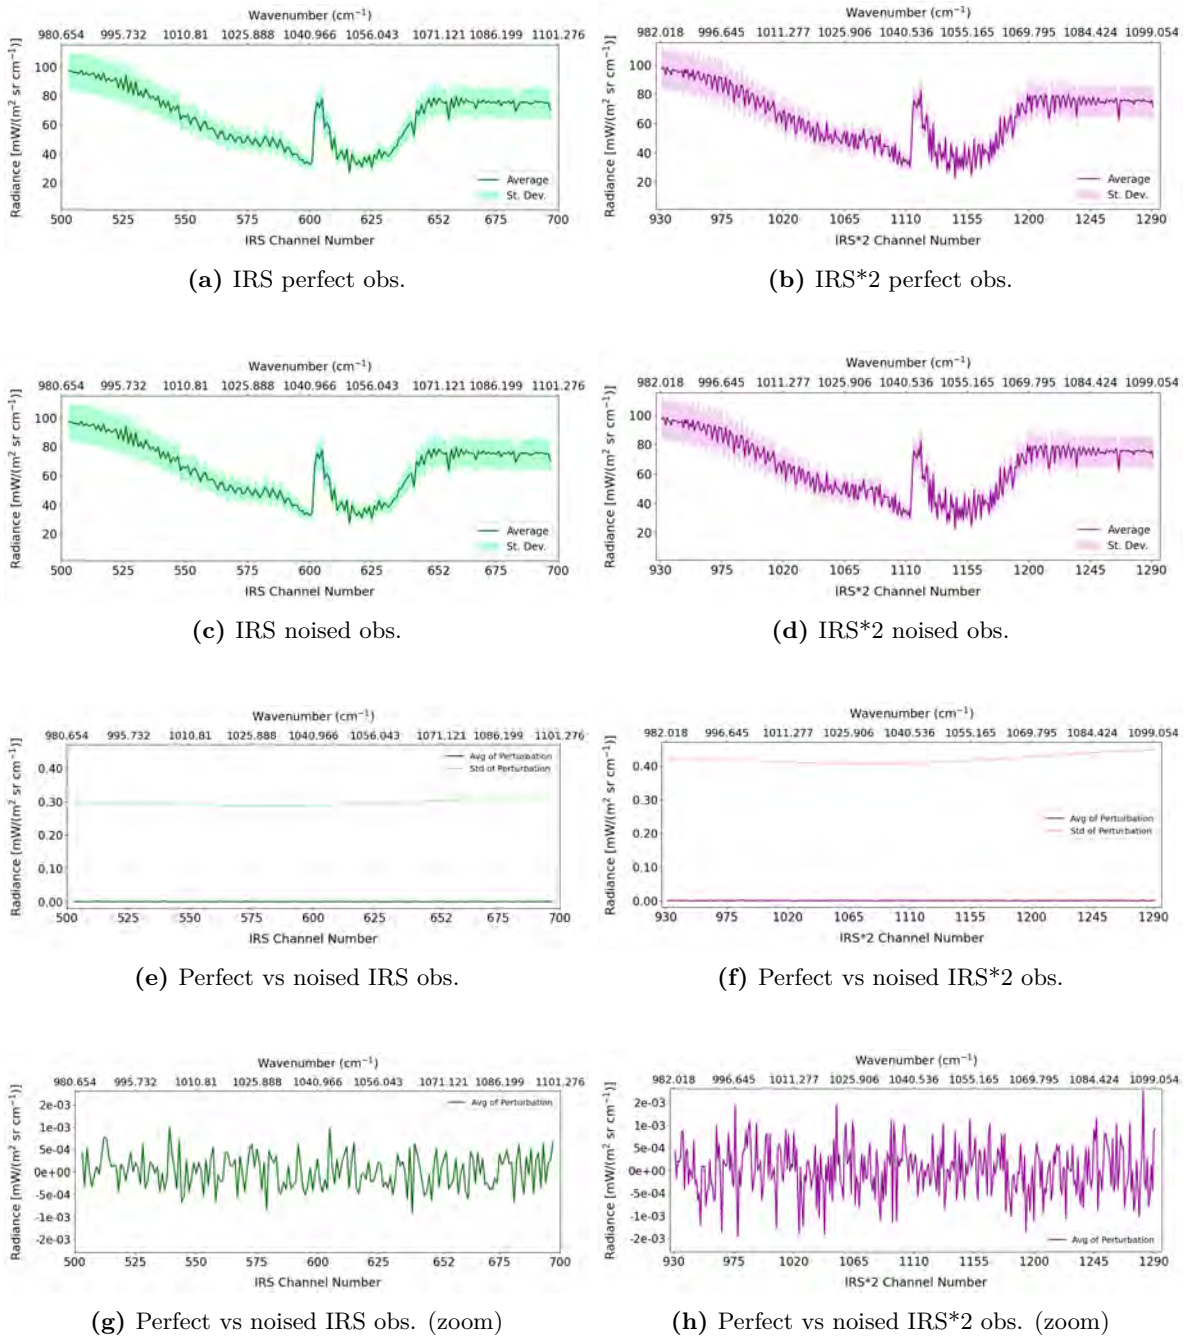 Wavenumber (cm⁻¹)
980.654 995.732 1010.81 1025.888 1040.966 1056.043 1071.121 1086.199 1101.276
Radiance [mW/(m² sr cm⁻¹)]
100
80
60
40
20
Average
St. Dev.
500 525 550 575 600 625 652 675 700
IRS Channel Number
(a) IRS perfect obs.
Wavenumber (cm⁻¹)
982.018 996.645 1011.277 1025.906 1040.536 1055.165 1069.795 1084.424 1099.054
Radiance [mW/(m² sr cm⁻¹)]
100
80
60
40
20
Average
St. Dev.
930 975 1020 1065 1110 1155 1200 1245 1290
IRS*2 Channel Number
(b) IRS*2 perfect obs.
Wavenumber (cm⁻¹)
980.654 995.732 1010.81 1025.888 1040.966 1056.043 1071.121 1086.199 1101.276
Radiance [mW/(m² sr cm⁻¹)]
100
80
60
40
20
Average
St. Dev.
500 525 550 575 600 625 652 675 700
IRS Channel Number
(c) IRS noised obs.
Wavenumber (cm⁻¹)
982.018 996.645 1011.277 1025.906 1040.536 1055.165 1069.795 1084.424 1099.054
Radiance [mW/(m² sr cm⁻¹)]
100
80
60
40
20
Average
St. Dev.
930 975 1020 1065 1110 1155 1200 1245 1290
IRS*2 Channel Number
(d) IRS*2 noised obs.
Wavenumber (cm⁻¹)
980.654 995.732 1010.81 1025.888 1040.966 1056.043 1071.121 1086.199 1101.276
Radiance [mW/(m² sr cm⁻¹)]
0.40
0.30
0.20
0.10
0.00
Avg of Perturbation
Std of Perturbation
500 525 550 575 600 625 652 675 700
IRS Channel Number
(e) Perfect vs noised IRS obs.
Wavenumber (cm⁻¹)
982.018 996.645 1011.277 1025.906 1040.536 1055.165 1069.795 1084.424 1099.054
Radiance [mW/(m² sr cm⁻¹)]
0.40
0.30
0.20
0.10
0.00
Avg of Perturbation
Std of Perturbation
930 975 1020 1065 1110 1155 1200 1245 1290
IRS*2 Channel Number
(f) Perfect vs noised IRS*2 obs.
Wavenumber (cm⁻¹)
980.654 995.732 1010.81 1025.888 1040.966 1056.043 1071.121 1086.199 1101.276
Radiance [mW/(m² sr cm⁻¹)]
2e-03
1e-03
5e-04
0e+00
-5e-04
-1e-03
-2e-03
Avg of Perturbation
500 525 550 575 600 625 652 675 700
IRS Channel Number
(g) Perfect vs noised IRS obs. (zoom)
Wavenumber (cm⁻¹)
982.018 996.645 1011.277 1025.906 1040.536 1055.165 1069.795 1084.424 1099.054
Radiance [mW/(m² sr cm⁻¹)]
2e-03
1e-03
5e-04
0e+00
-5e-04
-1e-03
-2e-03
Avg of Perturbation
930 975 1020 1065 1110 1155 1200 1245 1290
IRS*2 Channel Number
(h) Perfect vs noised IRS*2 obs. (zoom)